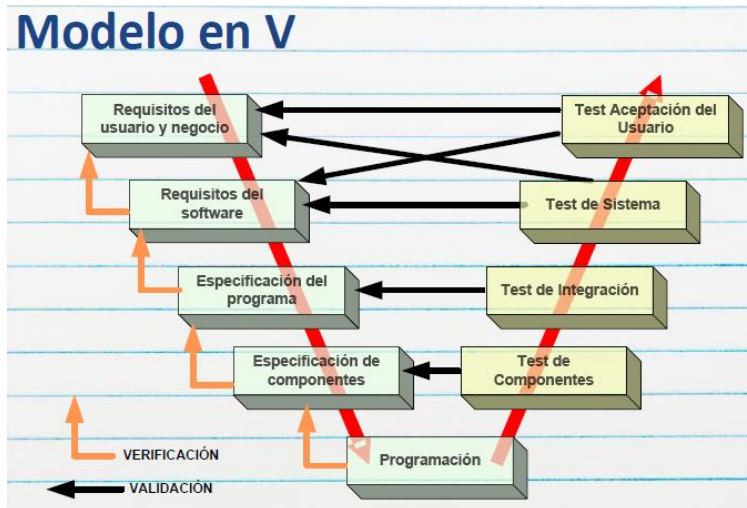 Modelo en V
Requisitos del
usuario y negocio
Test Aceptación del
Usuario
Requisitos del
software
Test de Sistema
Especificación del
programa
Test de Integración
Especificación de
componentes
Test de
Componentes
Programación
VERIFICACIÓN
VALIDACIÓN